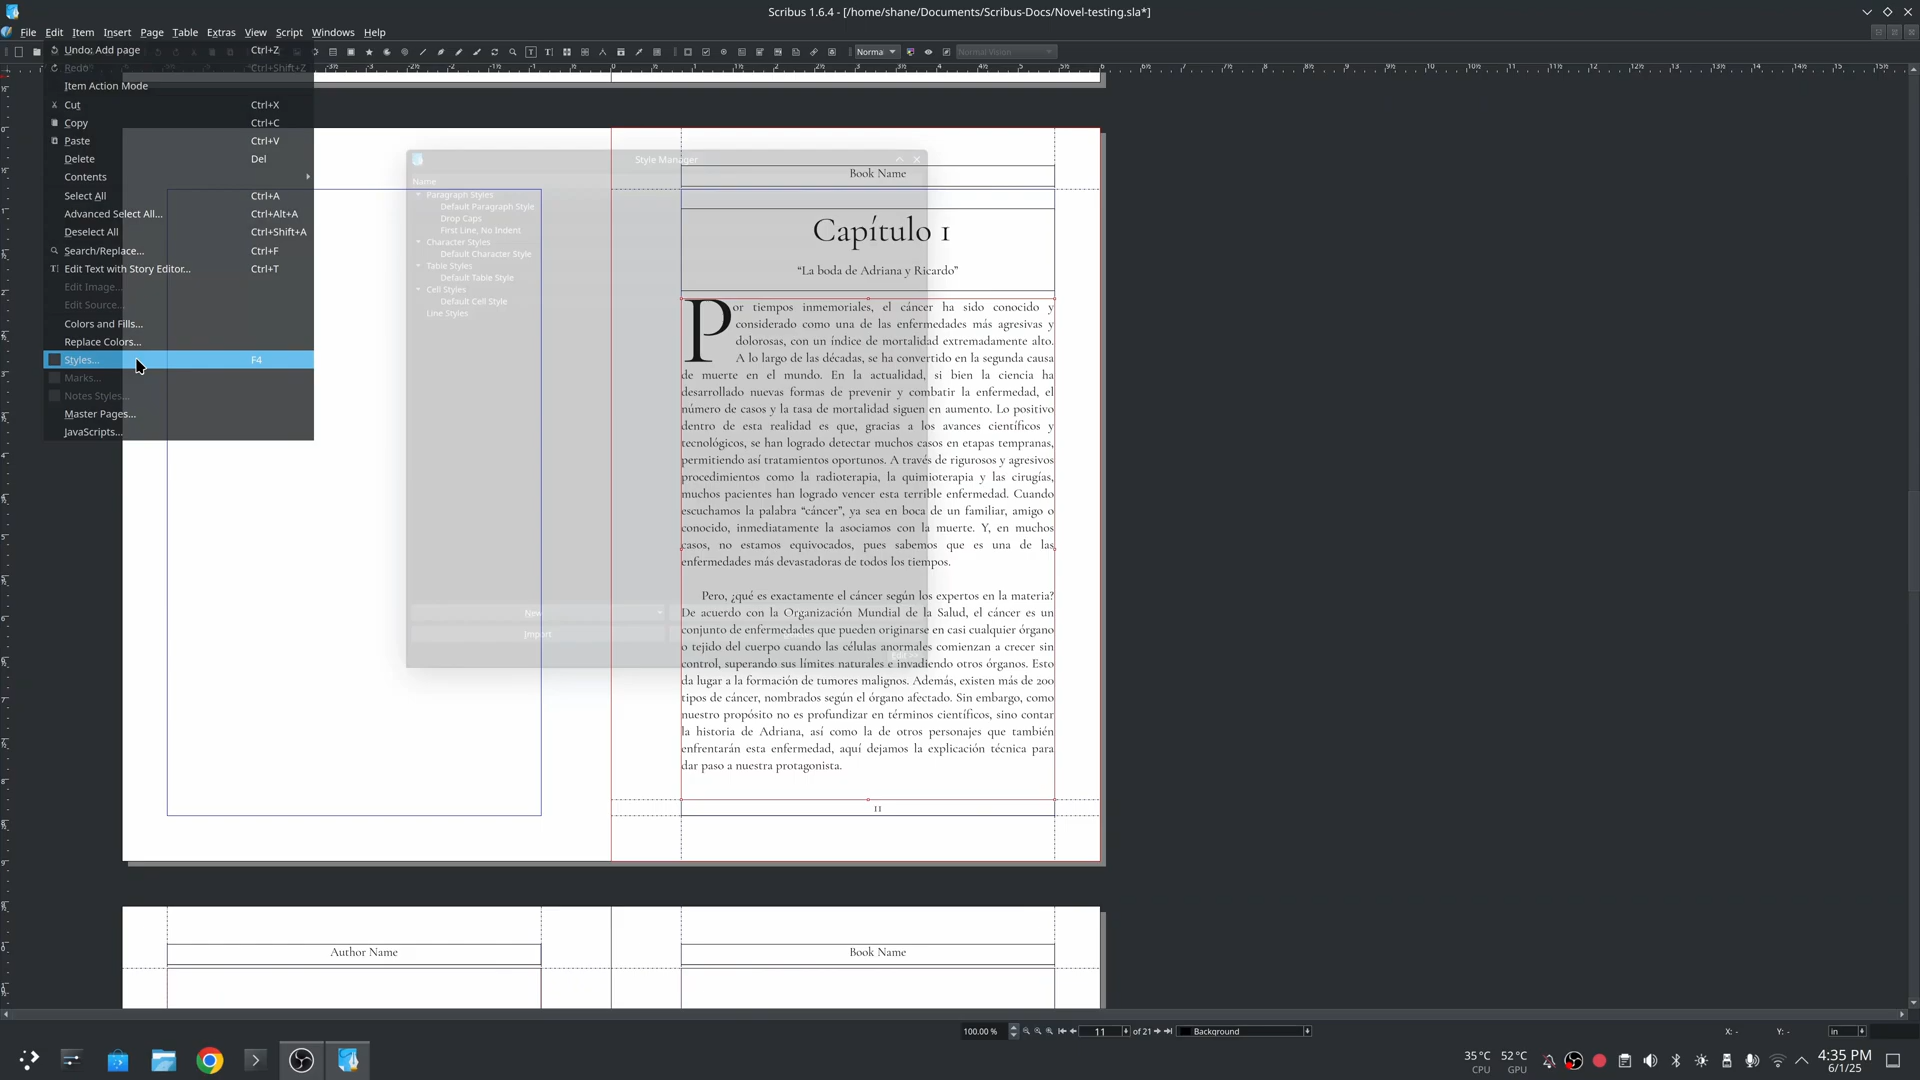 Scribus 1.6.4 - [/home/shane/Documents/Scribus-Docs/Novel-testing.sla*]
File Edit Item Insert Page Table Extras View Script Windows Help
Norma
Normal Vision
Undo: Add page Ctrl+Z
Redo Ctrl+Shift+Z
Item Action Mode
Cut Ctrl+X
Copy Ctrl+C
Paste Ctrl+V
Delete Del
Contents
Select All Ctrl+A
Advanced Select All... Ctrl+Alt+A
Deselect All Ctrl+Shift+A
Search/Replace... Ctrl+F
Edit Text with Story Editor... Ctrl+T
Edit Image...
Edit Source...
Colors and Fills...
Replace Colors...
Styles... F4
Marks...
Notes Styles...
Master Pages...
JavaScripts...
Style Manager
Name
Paragraph Styles
Default Paragraph Style
Drop Caps
First Line, No Indent
Character Styles
Default Character Style
Table Styles
Default Table Style
Cell Styles
Default Cell Style
Line Styles
New
Import
Book Name
Capítulo 1
“La boda de Adriana y Ricardo”
Por tiempos inmemoriales, el cáncer ha sido conocido y
considerado como una de las enfermedades más agresivas y
dolorosas, con un índice de mortalidad extremadamente alto.
A lo largo de las décadas, se ha convertido en la segunda causa
de muerte en el mundo. En la actualidad, si bien la ciencia ha
desarrollado nuevas formas de prevenir y combatir la enfermedad, el
número de casos y la tasa de mortalidad siguen en aumento. Lo positivo
dentro de esta realidad es que, gracias a los avances científicos y
tecnológicos, se han logrado detectar muchos casos en etapas tempranas,
permitiendo así tratamientos oportunos. A través de rigurosos y agresivos
procedimientos como la radioterapia, la quimioterapia y las cirugías,
muchos pacientes han logrado vencer esta terrible enfermedad. Cuando
escuchamos la palabra “cáncer”, ya sea en boca de un familiar, amigo o
conocido, inmediatamente la asociamos con la muerte. Y, en muchos
casos, no estamos equivocados, pues sabemos que es una de las
enfermedades más devastadoras de todos los tiempos.
Pero, ¿qué es exactamente el cáncer según los expertos en la materia?
De acuerdo con la Organización Mundial de la Salud, el cáncer es un
conjunto de enfermedades que pueden originarse en casi cualquier órgano
o tejido del cuerpo cuando las células anormales comienzan a crecer sin
control, superando sus límites naturales e invadiendo otros órganos. Esto
da lugar a la formación de tumores malignos. Además, existen más de 200
tipos de cáncer, nombrados según el órgano afectado. Sin embargo, como
nuestro propósito no es profundizar en términos científicos, sino contar
la historia de Adriana, así como la de otros personajes que también
enfrentarán esta enfermedad, aquí dejamos la explicación técnica para
dar paso a nuestra protagonista.
11
Author Name
Book Name
100.00 %
11
of 21
Background
X: -
Y: -
in
35 °C
CPU
52 °C
GPU
4:35 PM
6/1/25